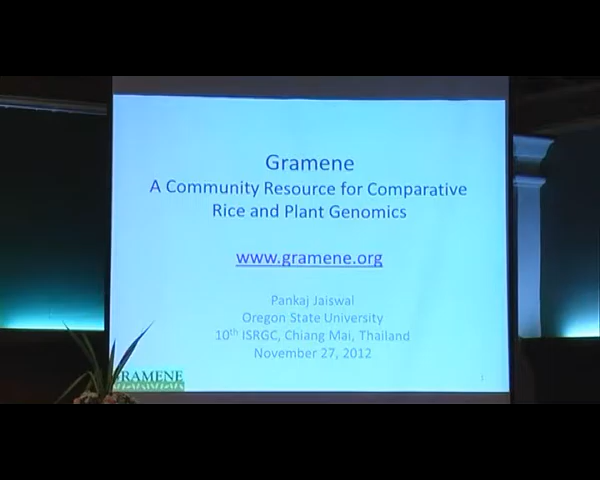 Gramene
A Community Resource for Comparative
Rice and Plant Genomics
www.gramene.org
Pankaj Jaiswal
Oregon State University
10th ISRGC, Chiang Mai, Thailand
November 27, 2012
GRAMENE